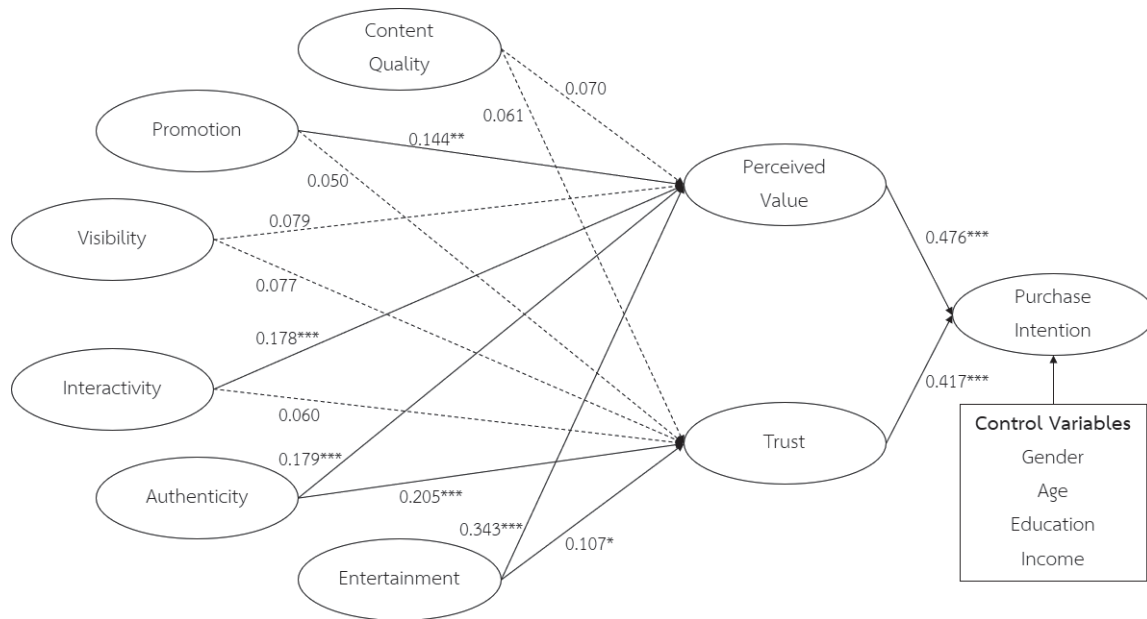 Content
Quality
0.070
0.061
Promotion
0.144**
Perceived
Value
0.050
0.079
Visibility
0.476***
0.077
Purchase
Intention
0.178***
Interactivity
0.417***
0.060
Control Variables
Gender
Age
Education
Income
Trust
0.179***
Authenticity
0.205***
0.343***
0.107*
Entertainment